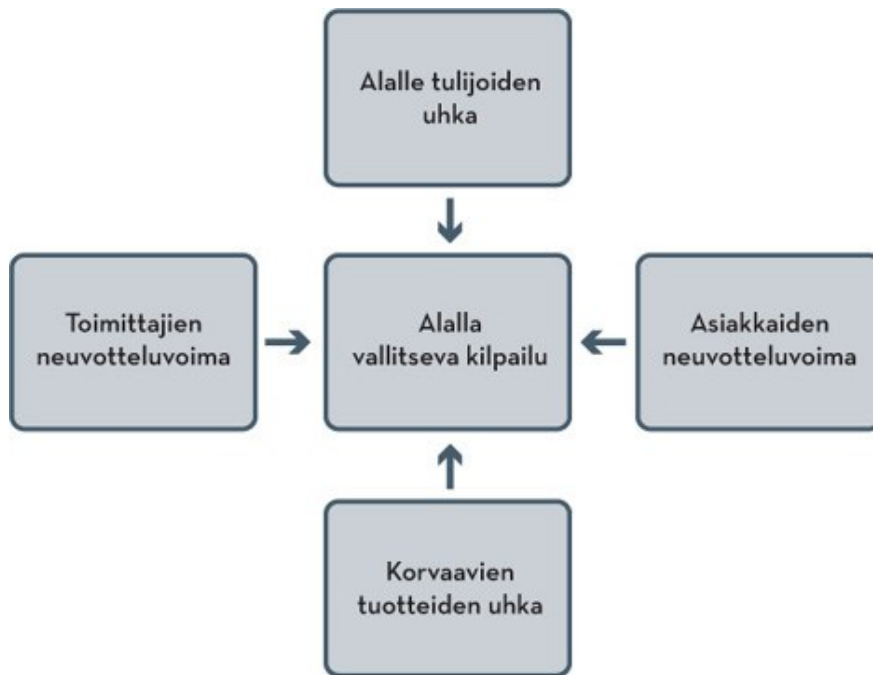 Alalle tulijoiden
uhka
Toimittajien
neuvotteluvoima
Alalla
vallitseva kilpailu
Asiakkaiden
neuvotteluvoima
Korvaavien
tuotteiden uhka